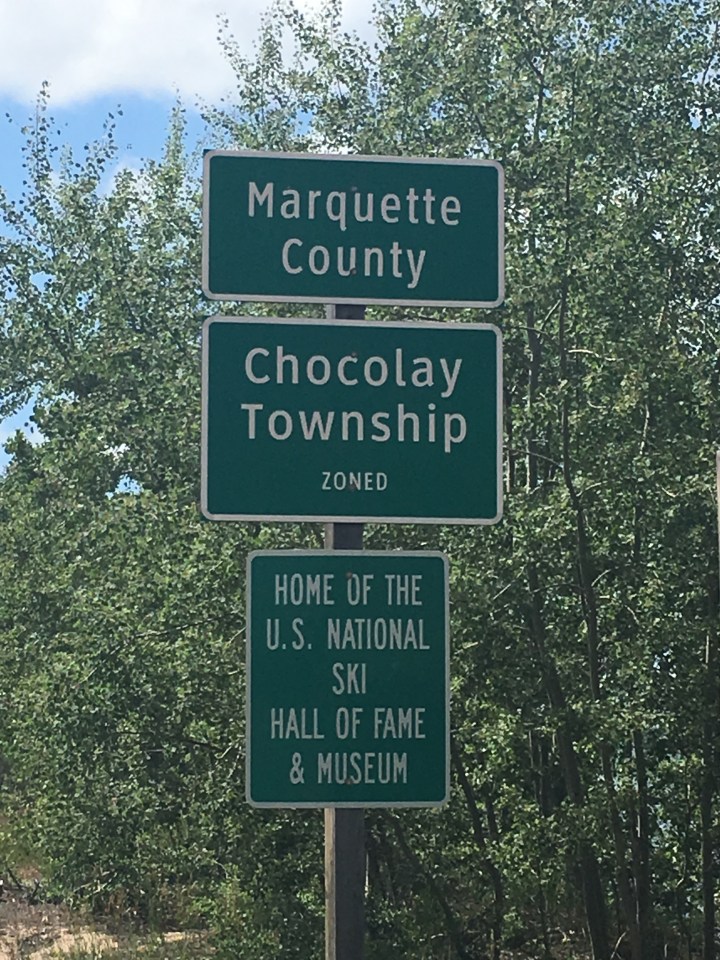 Marquette
County
Chocolay
Township
ZONED
HOME OF THE
U.S. NATIONAL
SKI
HALL OF FAME
& MUSEUM